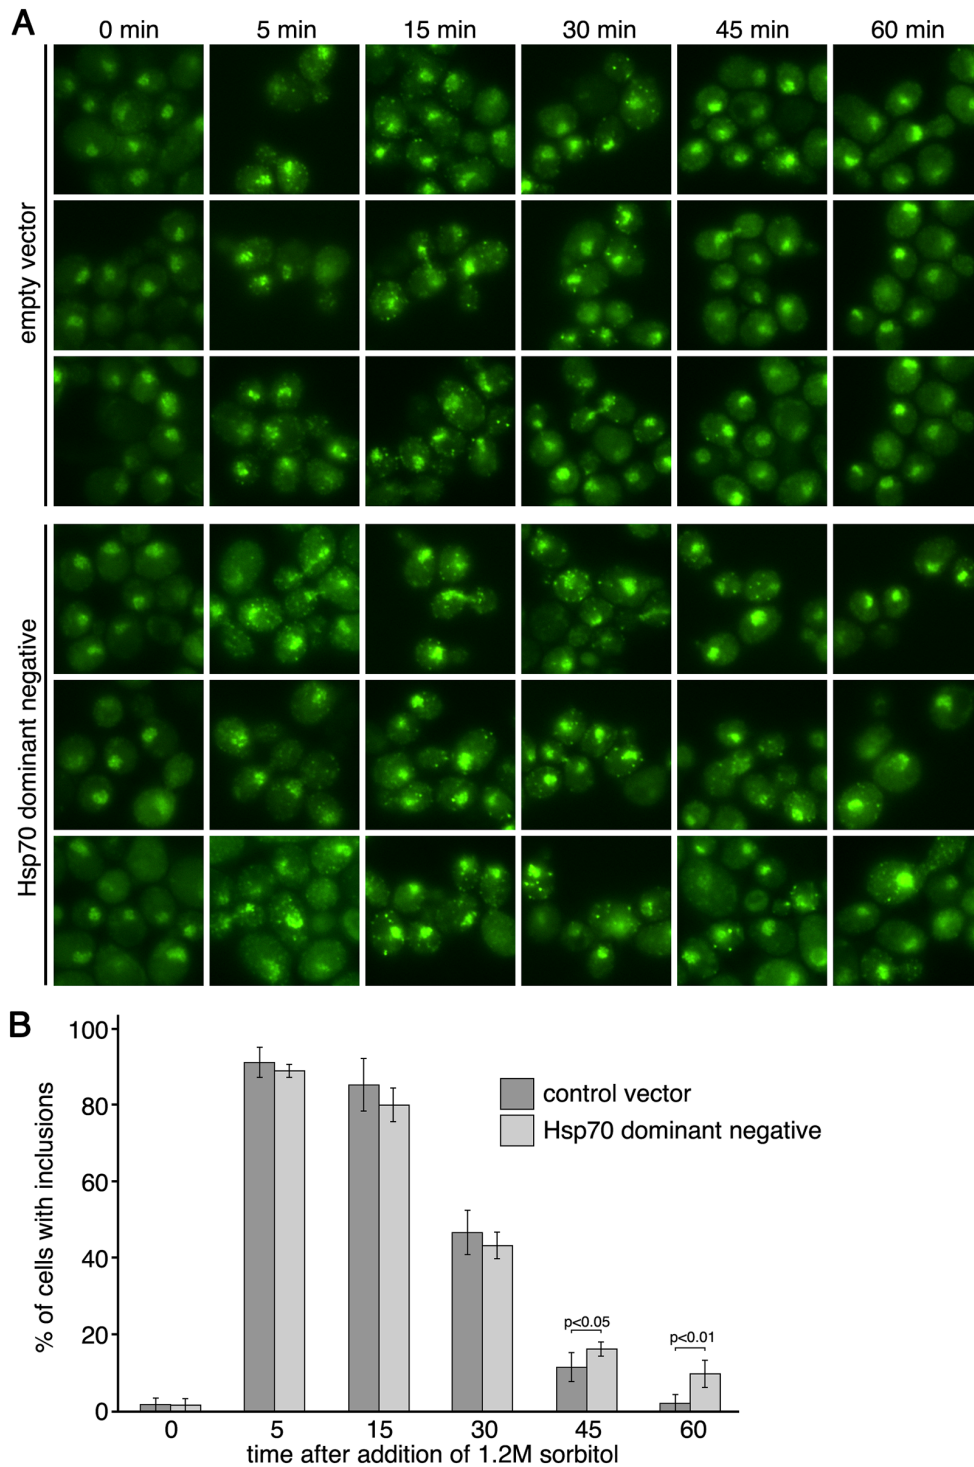 A
0 min 5 min 15 min 30 min 45 min 60 min
empty vector
Hsp70 dominant negative
B
% of cells with inclusions
100
80
60
40
20
0
control vector
Hsp70 dominant negative
p<0.05
p<0.01
0 5 15 30 45 60
time after addition of 1.2M sorbitol